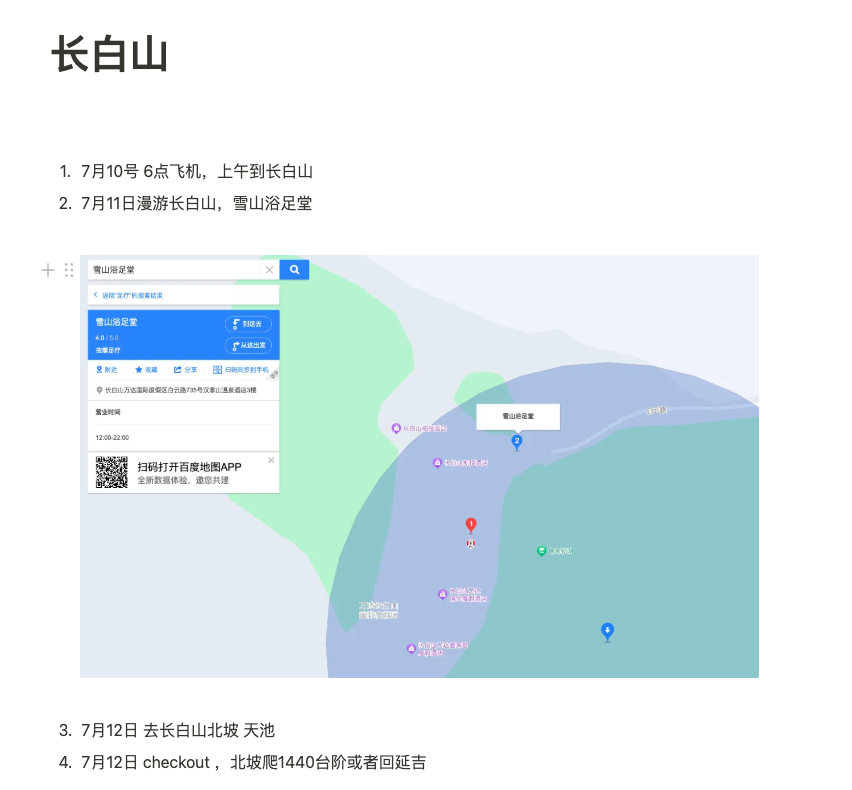 长白山
1. 7月10号 6点飞机，上午到长白山
2. 7月11日漫游长白山，雪山浴足堂
雪山浴足堂
返回"足疗"的搜索结果
雪山浴足堂
到这去
4.0 / 5.0
从这出发
按摩足疗
附近
收藏
分享
扫码同步到手机
长白山万达国际度假区白云路735号汉拿山温泉酒店3楼
营业时间
12:00-22:00
扫码打开百度地图APP
全新数据体验，邀您共建
雪山浴足堂
2
1
3. 7月12日 去长白山北坡 天池
4. 7月12日 checkout ，北坡爬1440台阶或者回延吉